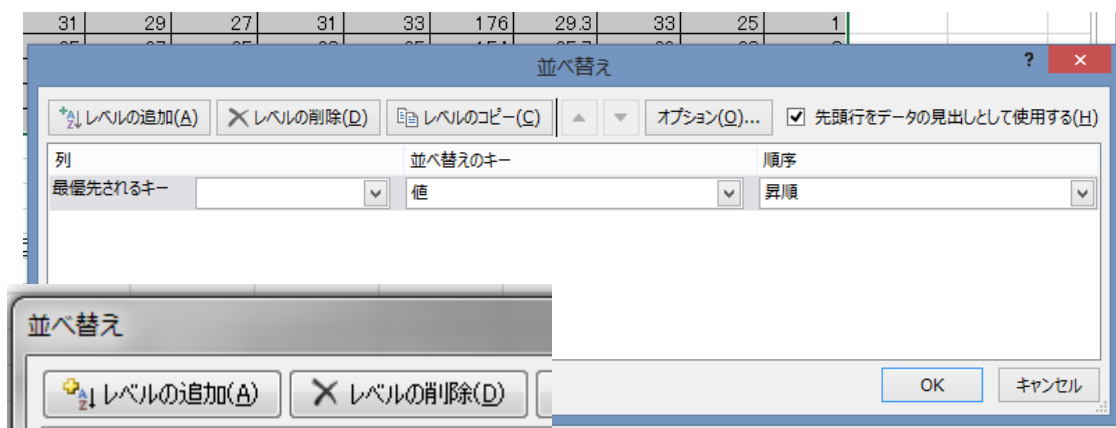 31 29 27 31 33 176 29.3 33 25 1
並べ替え ? ×
レベルの追加(A) レベルの削除(D) レベルのコピー(C) オプション(O)... 先頭行をデータの見出しとして使用する(H)
列 並べ替えのキー 順序
最優先されるキー 値 昇順
並べ替え
レベルの追加(A) レベルの削除(D)
OK キャンセル